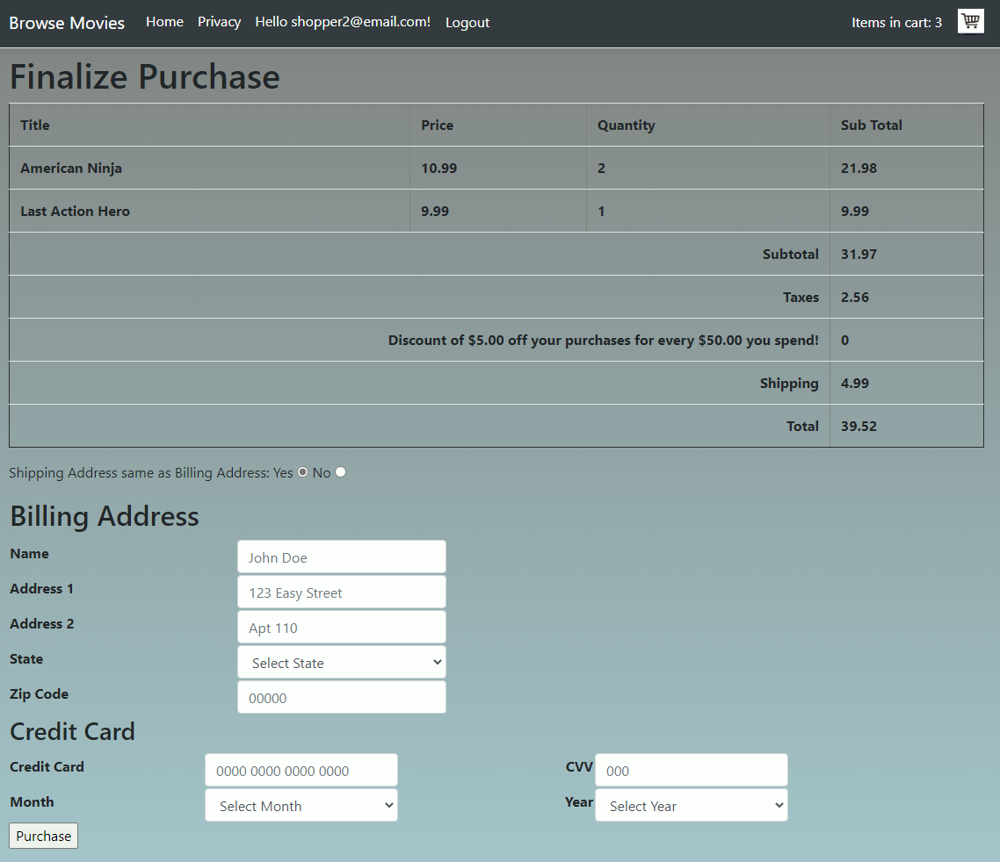 Browse Movies Home Privacy Hello shopper2@email.com! Logout Items in cart: 3
Finalize Purchase
Title Price Quantity Sub Total
American Ninja 10.99 2 21.98
Last Action Hero 9.99 1 9.99
Subtotal 31.97
Taxes 2.56
Discount of $5.00 off your purchases for every $50.00 you spend! 0
Shipping 4.99
Total 39.52
Shipping Address same as Billing Address: Yes No
Billing Address
Name John Doe
Address 1 123 Easy Street
Address 2 Apt 110
State Select State
Zip Code 00000
Credit Card
Credit Card 0000 0000 0000 0000 CVV 000
Month Select Month Year Select Year
Purchase